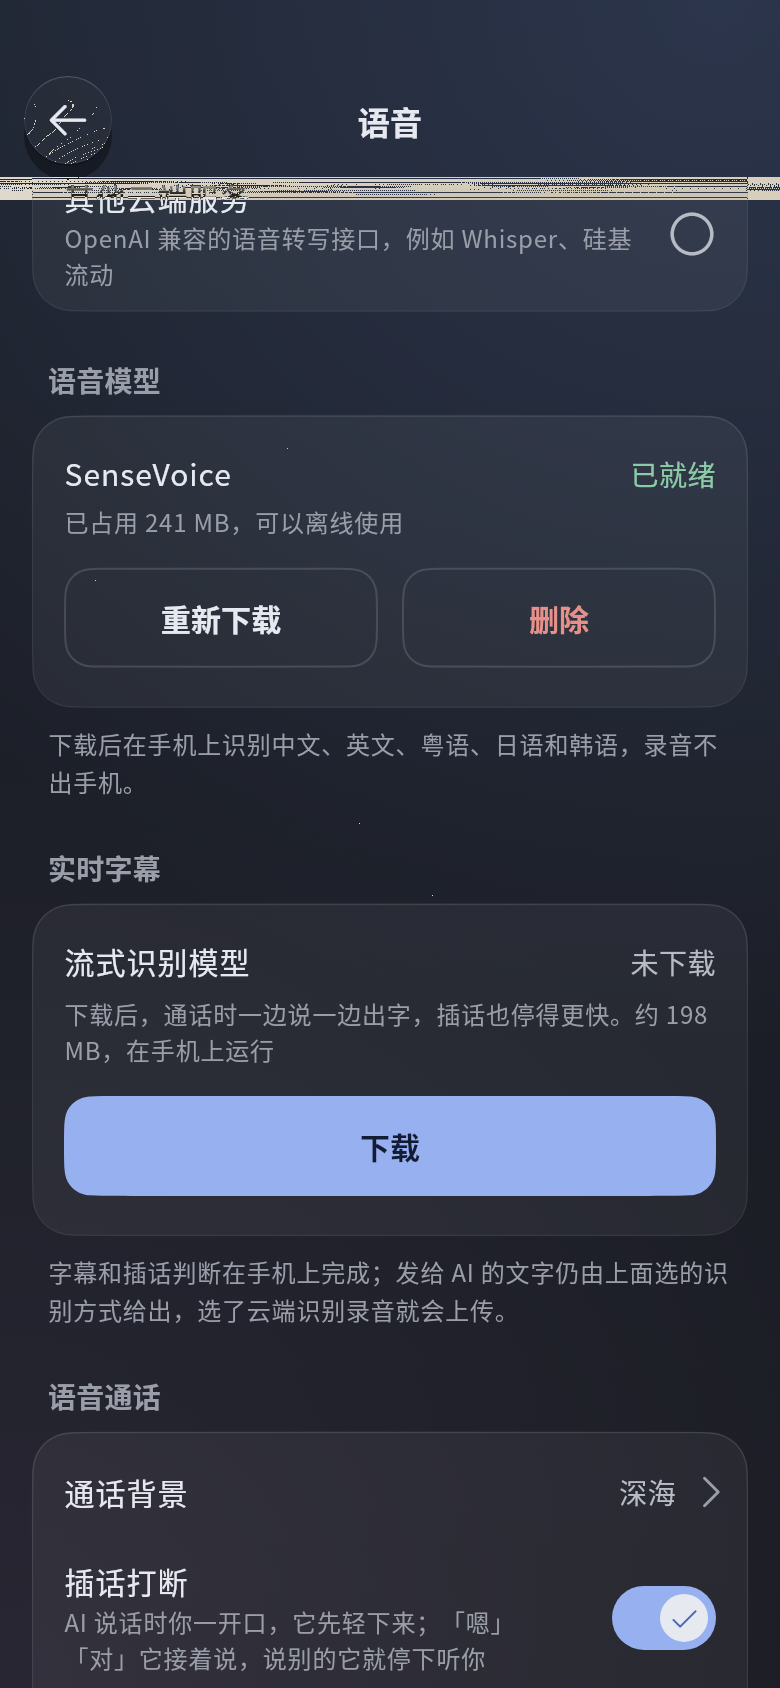 语音
其他云端服务
OpenAI 兼容的语音转写接口，例如 Whisper、硅基
流动
语音模型
SenseVoice
已就绪
已占用 241 MB，可以离线使用
重新下载
删除
下载后在手机上识别中文、英文、粤语、日语和韩语，录音不
出手机。
实时字幕
流式识别模型
未下载
下载后，通话时一边说一边出字，插话也停得更快。约 198
MB，在手机上运行
下载
字幕和插话判断在手机上完成；发给 AI 的文字仍由上面选的识
别方式给出，选了云端识别录音就会上传。
语音通话
通话背景
深海
插话打断
AI 说话时你一开口，它先轻下来；「嗯」
「对」它接着说，说别的它就停下听你